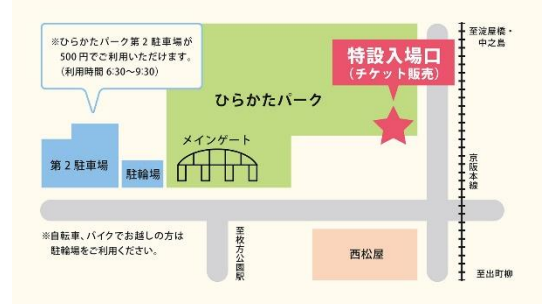 ※ひらかたパーク第2駐車場が
500円でご利用いただけます。
（利用時間 6:30～9:30）
至淀屋橋・
中之島
特設入場口
（チケット販売）
ひらかたパーク
メインゲート
第2駐車場
駐輪場
京阪本線
※自転車、バイクでお越しの方は
駐輪場をご利用ください。
至枚方公園駅
西松屋
至出町柳